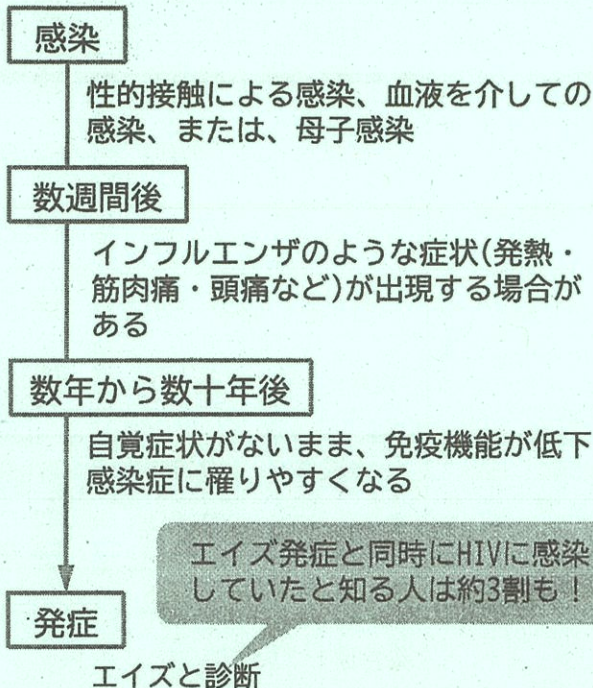 感染
性的接触による感染、血液を介しての
感染、または、母子感染
数週間後
インフルエンザのような症状(発熱・
筋肉痛・頭痛など)が出現する場合が
ある
数年から数十年後
自覚症状がないまま、免疫機能が低下
感染症に罹りやすくなる
エイズ発症と同時にHIVに感染
していたと知る人は約3割も！
発症
エイズと診断